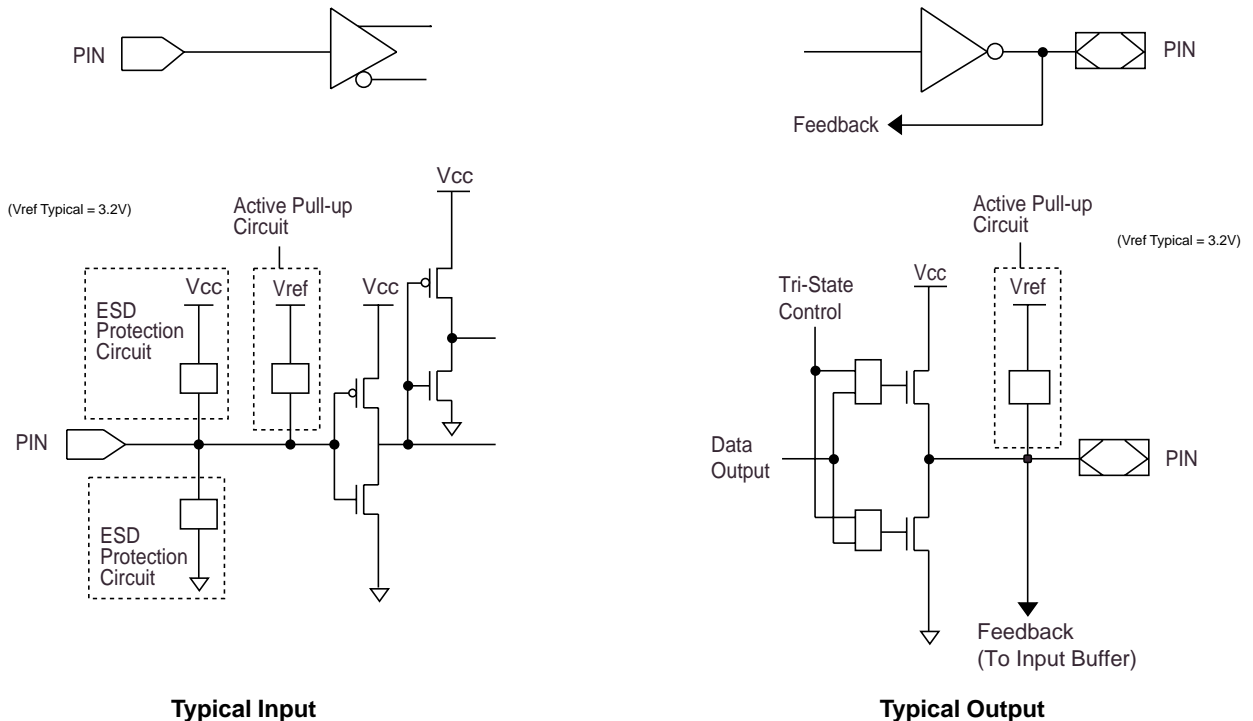 PIN
PIN
Feedback
(Vref Typical = 3.2V)
Active Pull-up
Circuit
Vcc
ESD
Protection
Circuit
Vcc
Vref
Vcc
PIN
ESD
Protection
Circuit
Active Pull-up
Circuit
(Vref Typical = 3.2V)
Tri-State
Control
Vcc
Vref
Data
Output
PIN
Feedback
(To Input Buffer)
Typical Input
Typical Output